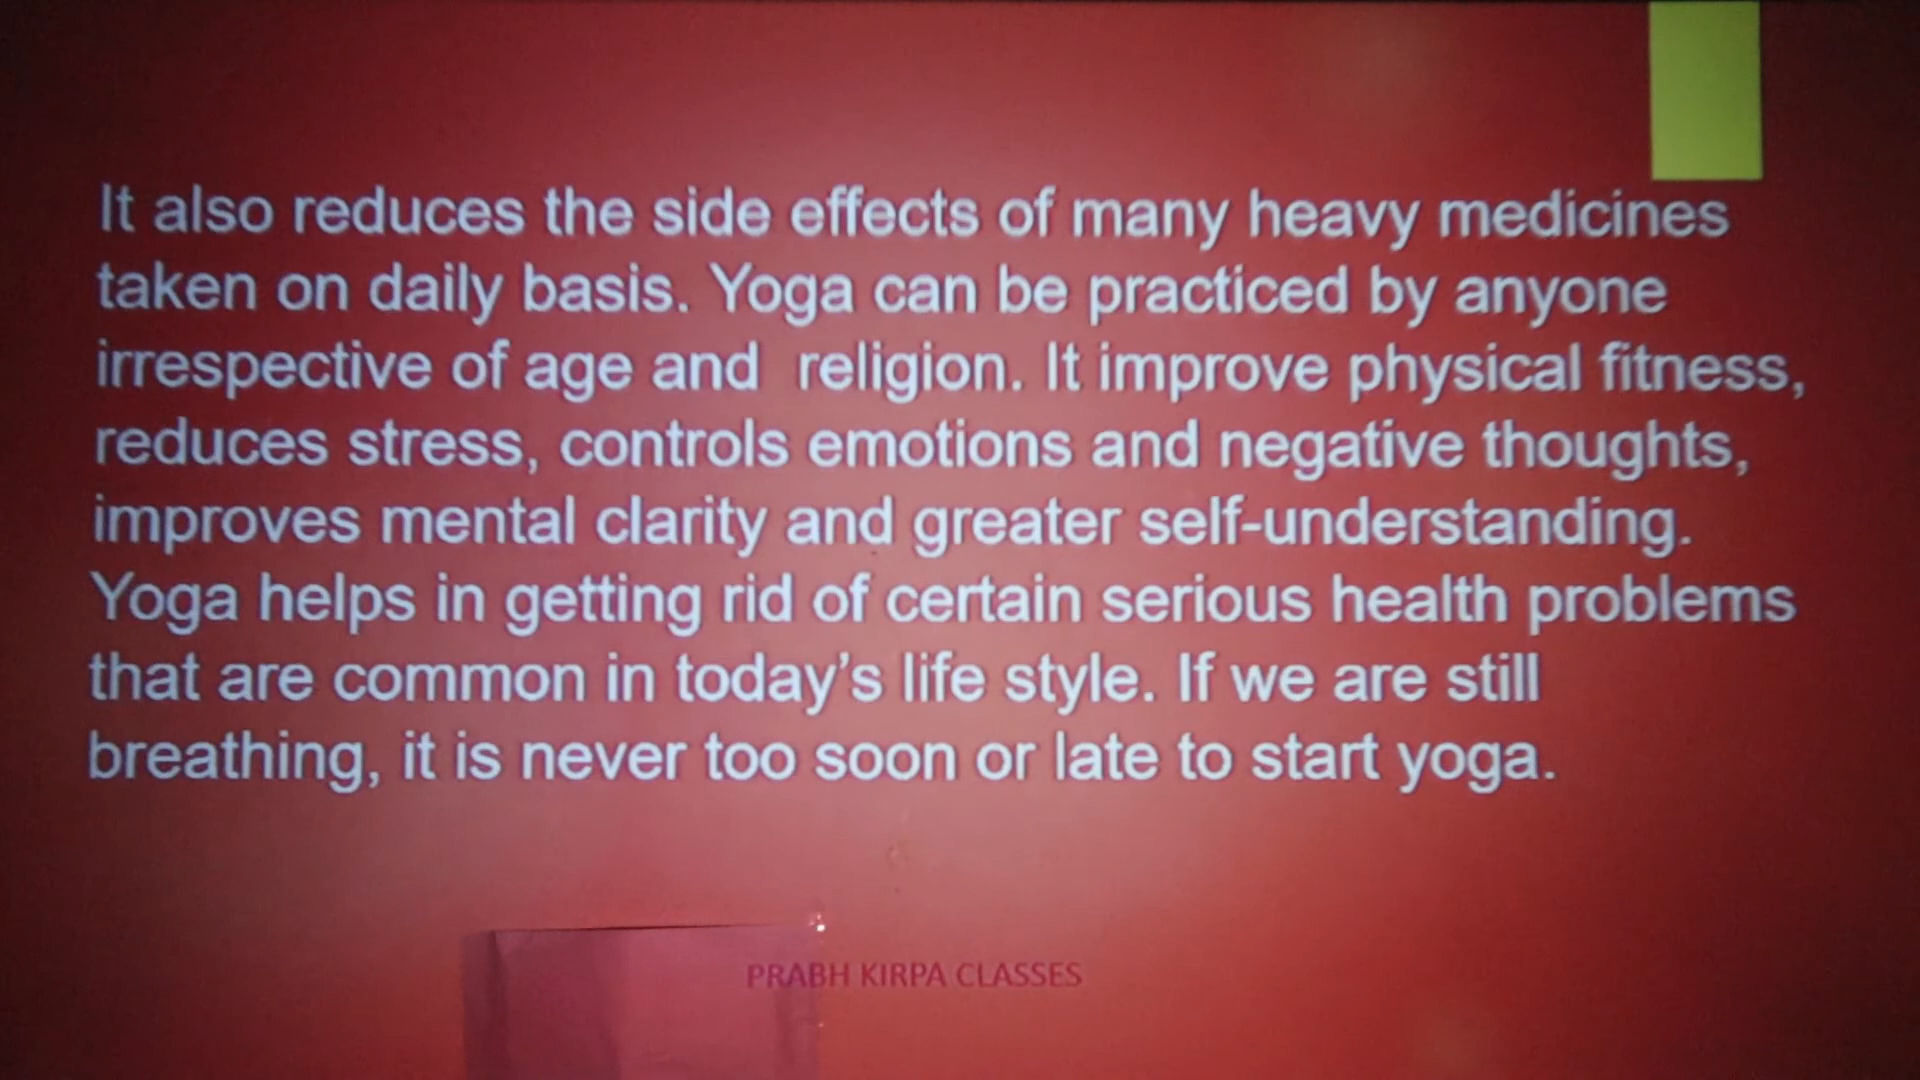 It also reduces the side effects of many heavy medicines
taken on daily basis. Yoga can be practiced by anyone
irrespective of age and  religion. It improve physical fitness,
reduces stress, controls emotions and negative thoughts,
improves mental clarity and greater self-understanding.
Yoga helps in getting rid of certain serious health problems
that are common in today’s life style. If we are still
breathing, it is never too soon or late to start yoga.
PRABH KIRPA CLASSES